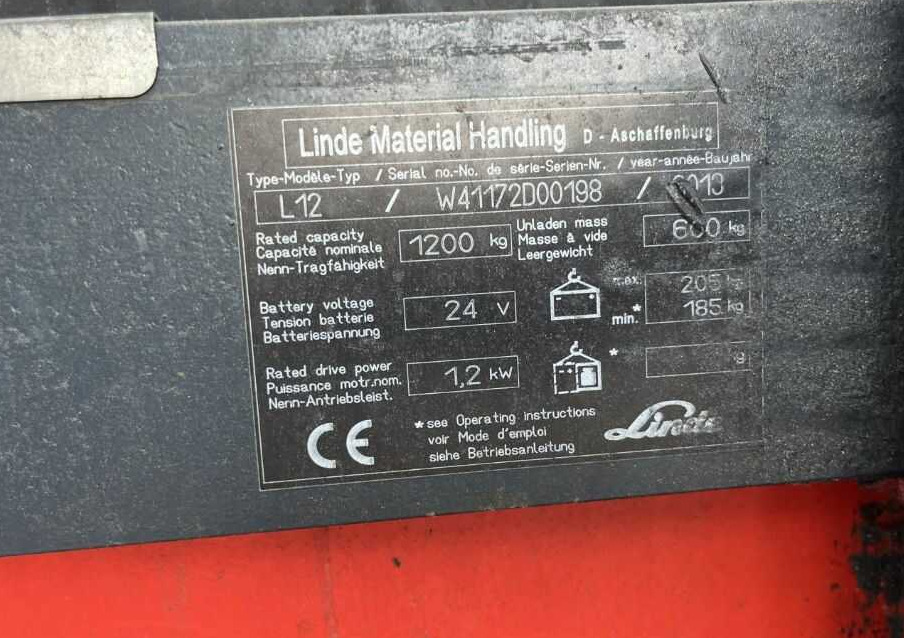 Linde Material Handling D - Aschaffenburg
Type-Modèle-Typ / Serial no.-No. de série-Serien-Nr. / year-année-Baujahr
L12 / W41172D00198 /
Rated capacity
Capacité nominale
Nenn-Tragfähigkeit
1200 kg
Unladen mass
Masse à vide
Leergewicht
kg
Battery voltage
Tension batterie
Batteriespannung
24 V
max. 205
min.* 185 kg
Rated drive power
Puissance motr.nom.
Nenn-Antriebsleist.
1,2 kW
*
CE
*see Operating instructions
voir Mode d'emploi
siehe Betriebsanleitung
Linde